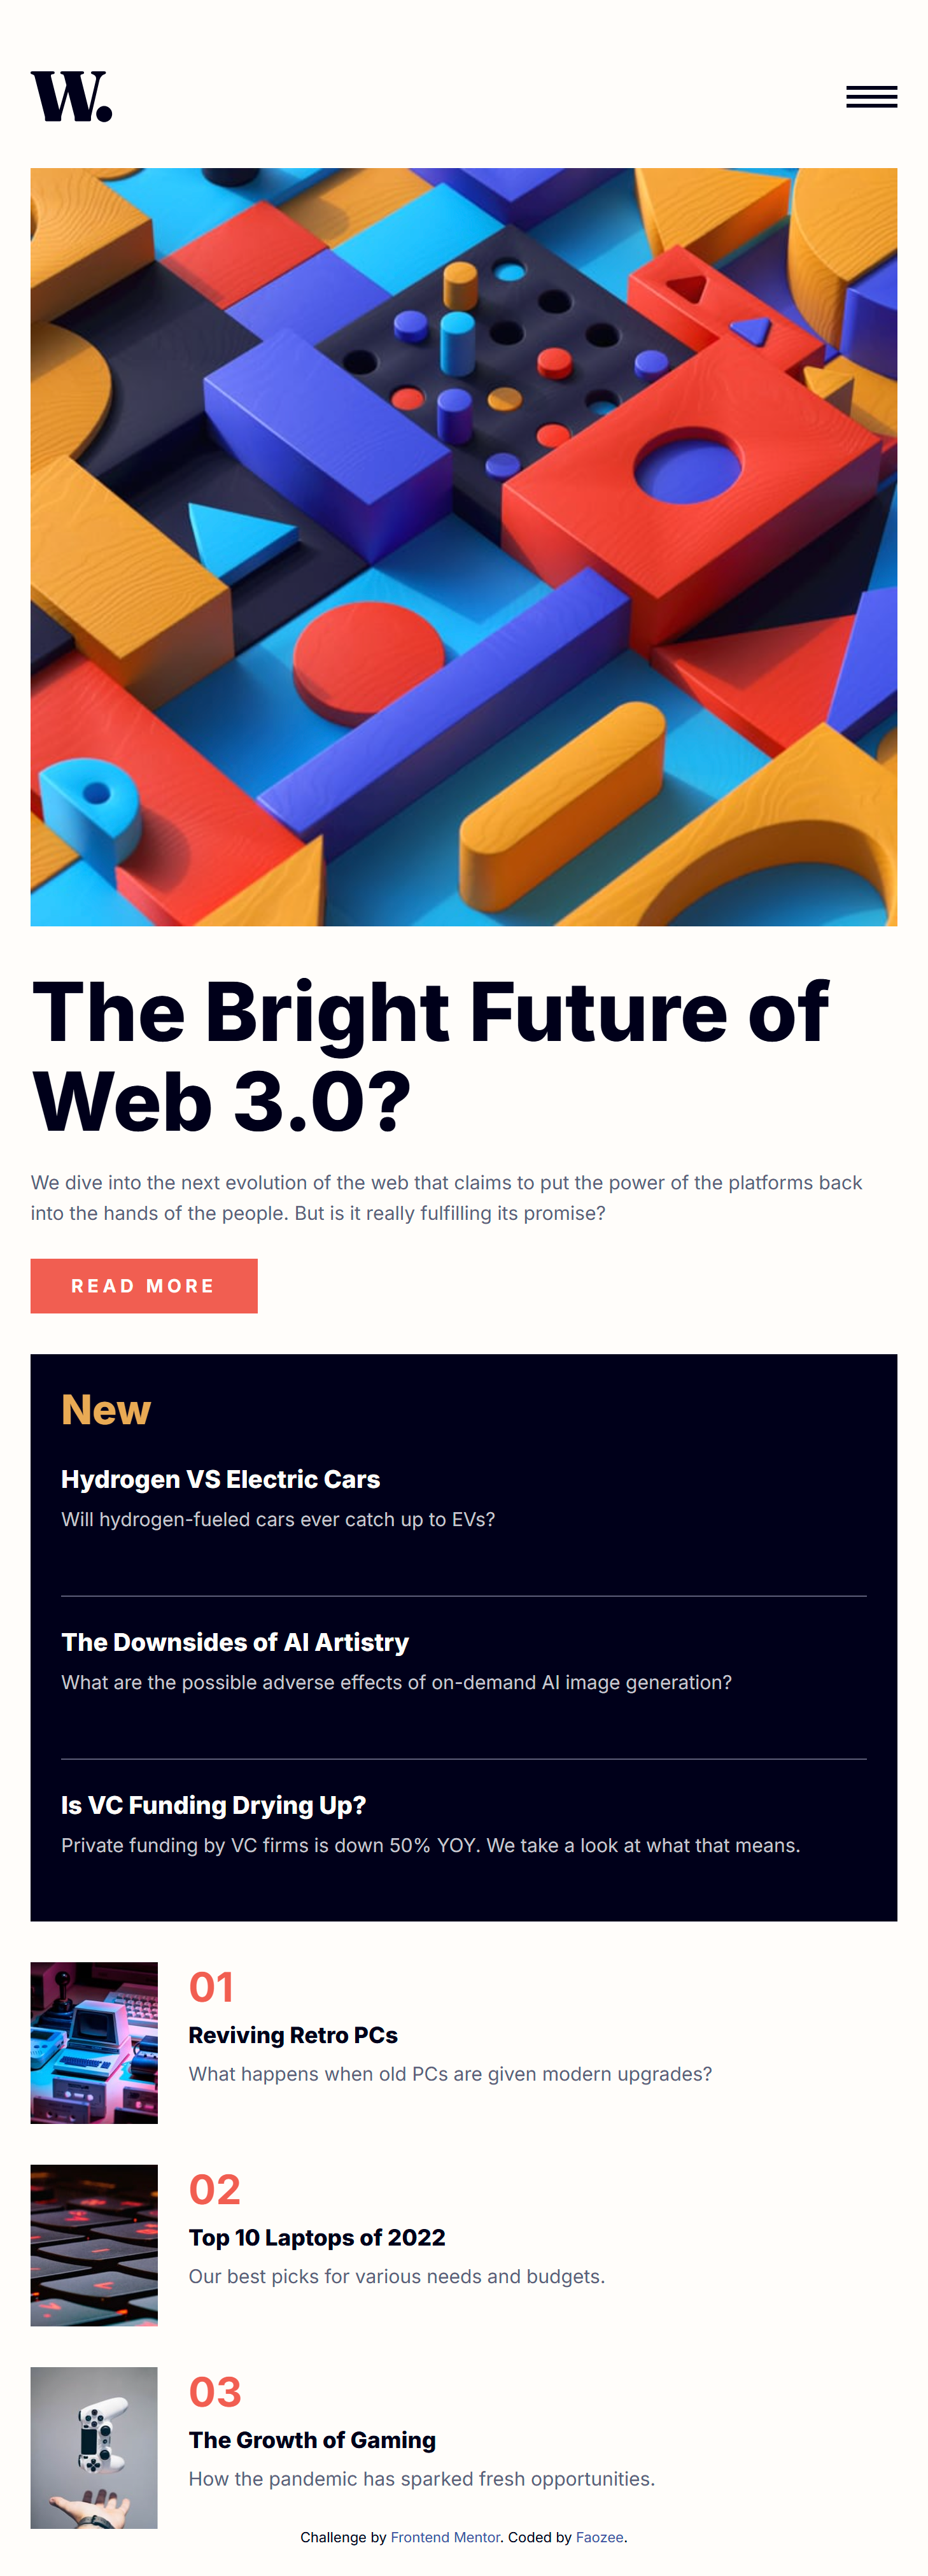 W.
The Bright Future of
Web 3.0?
We dive into the next evolution of the web that claims to put the power of the platforms back
into the hands of the people. But is it really fulfilling its promise?
READ MORE
New
Hydrogen VS Electric Cars
Will hydrogen-fueled cars ever catch up to EVs?
The Downsides of AI Artistry
What are the possible adverse effects of on-demand AI image generation?
Is VC Funding Drying Up?
Private funding by VC firms is down 50% YOY. We take a look at what that means.
01
Reviving Retro PCs
What happens when old PCs are given modern upgrades?
02
Top 10 Laptops of 2022
Our best picks for various needs and budgets.
03
The Growth of Gaming
How the pandemic has sparked fresh opportunities.
Challenge by Frontend Mentor. Coded by Faozee.